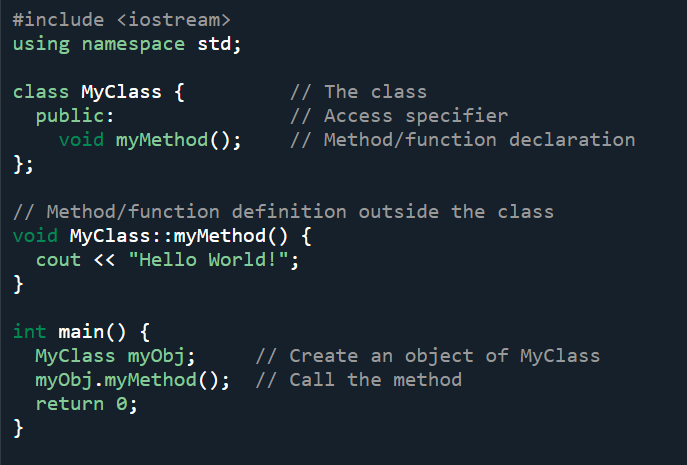 #include <iostream>
using namespace std;
class MyClass {         // The class
  public:               // Access specifier
    void myMethod();    // Method/function declaration
};
// Method/function definition outside the class
void MyClass::myMethod() {
  cout << "Hello World!";
}
int main() {
  MyClass myObj;     // Create an object of MyClass
  myObj.myMethod();  // Call the method
  return 0;
}